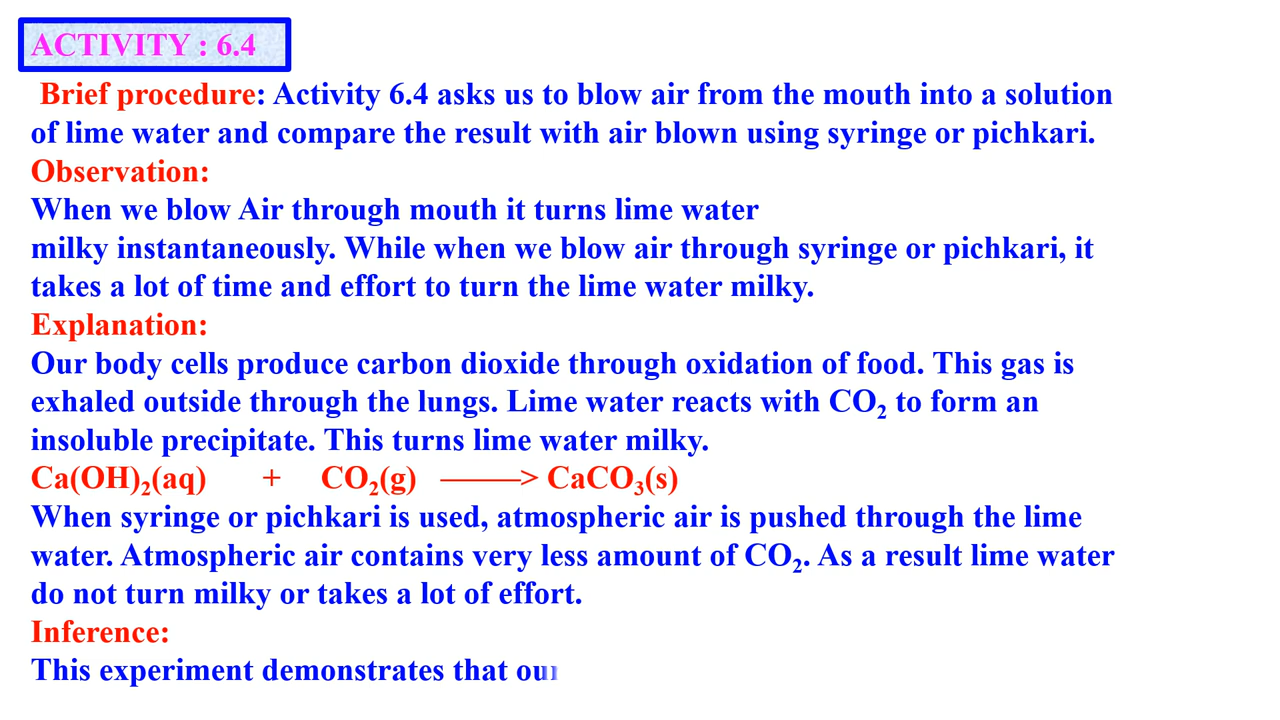 ACTIVITY : 6.4
Brief procedure: Activity 6.4 asks us to blow air from the mouth into a solution
of lime water and compare the result with air blown using syringe or pichkari.
Observation:
When we blow Air through mouth it turns lime water
milky instantaneously. While when we blow air through syringe or pichkari, it
takes a lot of time and effort to turn the lime water milky.
Explanation:
Our body cells produce carbon dioxide through oxidation of food. This gas is
exhaled outside through the lungs. Lime water reacts with CO₂ to form an
insoluble precipitate. This turns lime water milky.
Ca(OH)₂(aq) + CO₂(g) ———> CaCO₃(s)
When syringe or pichkari is used, atmospheric air is pushed through the lime
water. Atmospheric air contains very less amount of CO₂. As a result lime water
do not turn milky or takes a lot of effort.
Inference:
This experiment demonstrates that